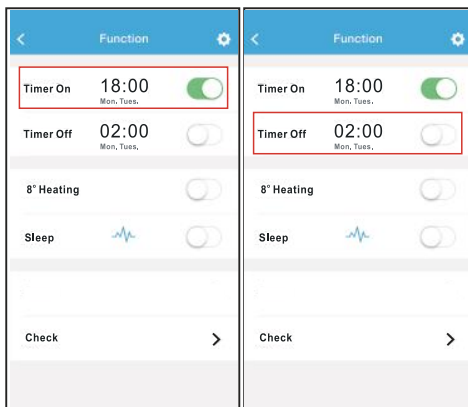 Function
Timer On 18:00
Mon, Tues,
Timer Off 02:00
Mon, Tues,
8° Heating
Sleep
Check
Function
Timer On 18:00
Mon, Tues,
Timer Off 02:00
Mon, Tues,
8° Heating
Sleep
Check